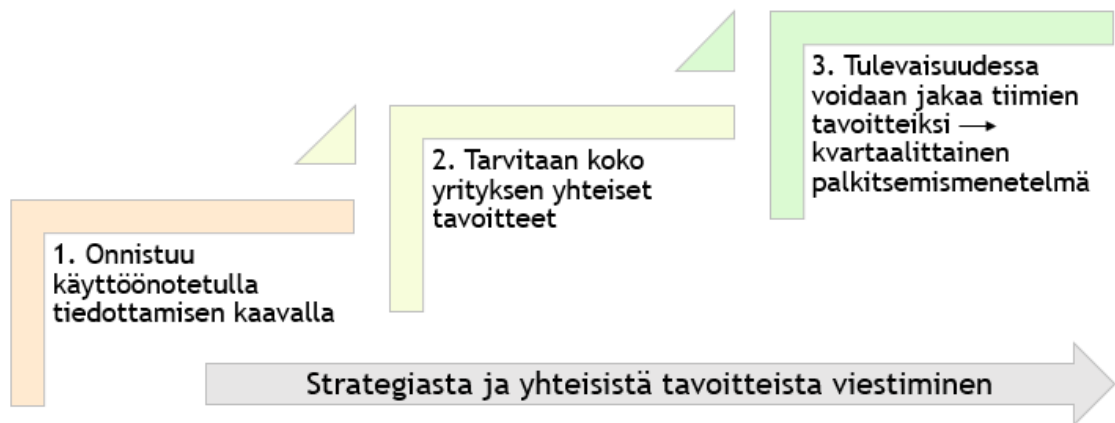 1. Onnistuu
käyttöönotetulla
tiedottamisen kaavalla
2. Tarvitaan koko
yrityksen yhteiset
tavoitteet
3. Tulevaisuudessa
voidaan jakaa tiimien
tavoitteiksi →
kvartaalittainen
palkitsemismenetelmä
Strategiasta ja yhteisistä tavoitteista viestiminen